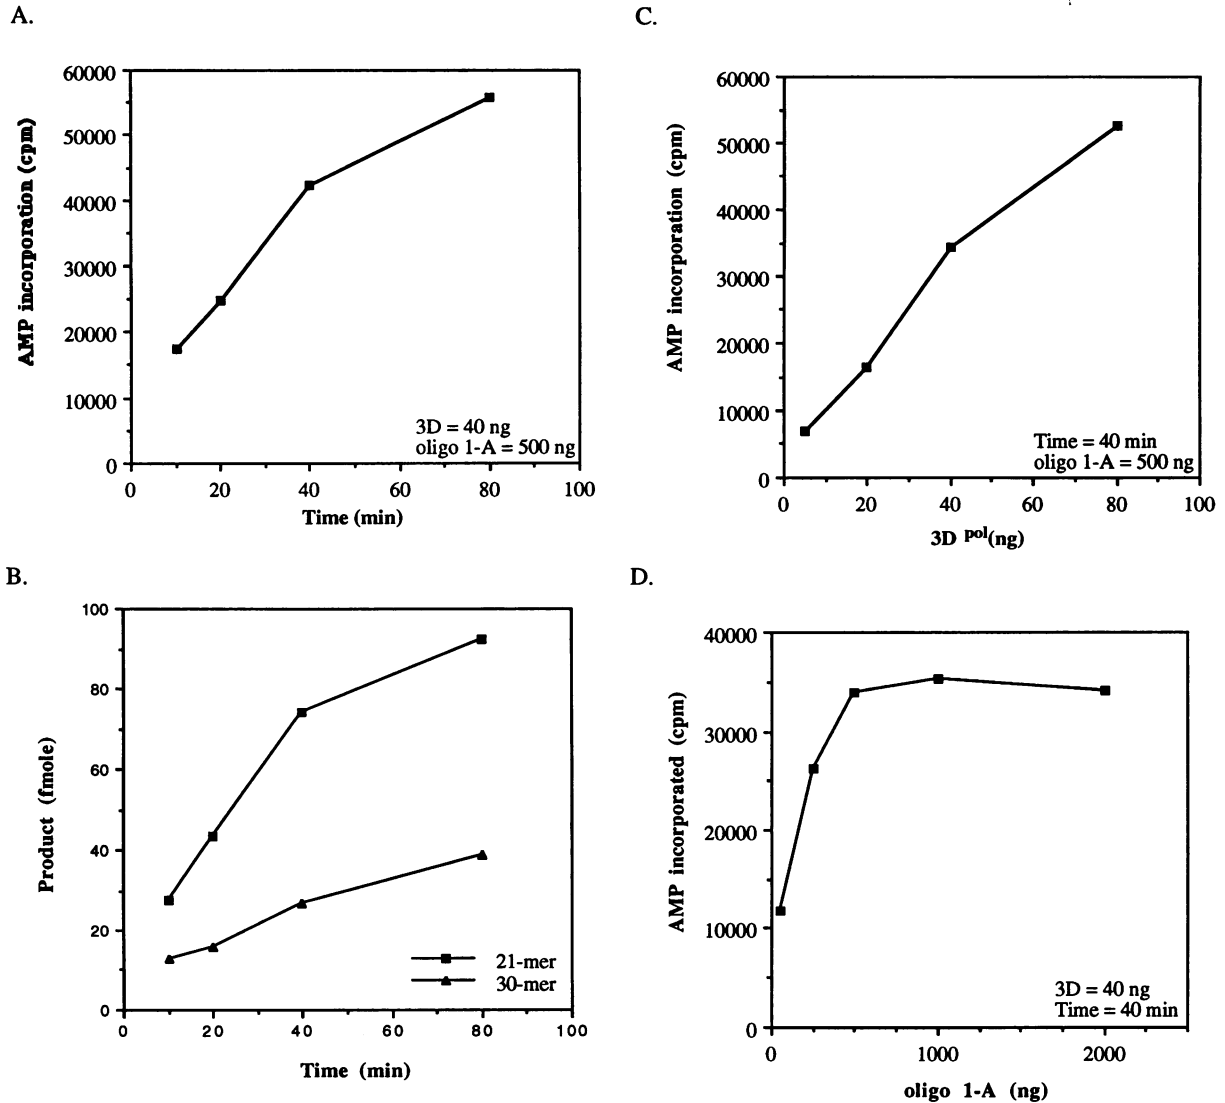 A.
60000
50000
40000
30000
20000
10000
0
AMP incorporation (cpm)
3D = 40 ng
oligo 1-A = 500 ng
0 20 40 60 80 100
Time (min)
C.
60000
50000
40000
30000
20000
10000
0
AMP incorporation (cpm)
Time = 40 min
oligo 1-A = 500 ng
0 20 40 60 80 100
3D pol(ng)
B.
100
80
60
40
20
0
Product (fmole)
21-mer
30-mer
0 20 40 60 80 100
Time (min)
D.
40000
30000
20000
10000
0
AMP incorporated (cpm)
3D = 40 ng
Time = 40 min
0 1000 2000
oligo 1-A (ng)